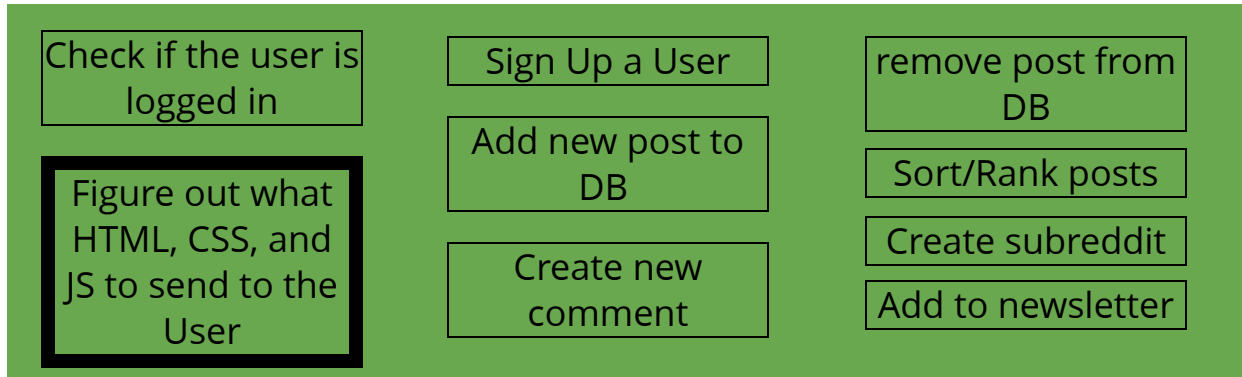 Check if the user is
logged in
Figure out what
HTML, CSS, and
JS to send to the
User
Sign Up a User
Add new post to
DB
Create new
comment
remove post from
DB
Sort/Rank posts
Create subreddit
Add to newsletter